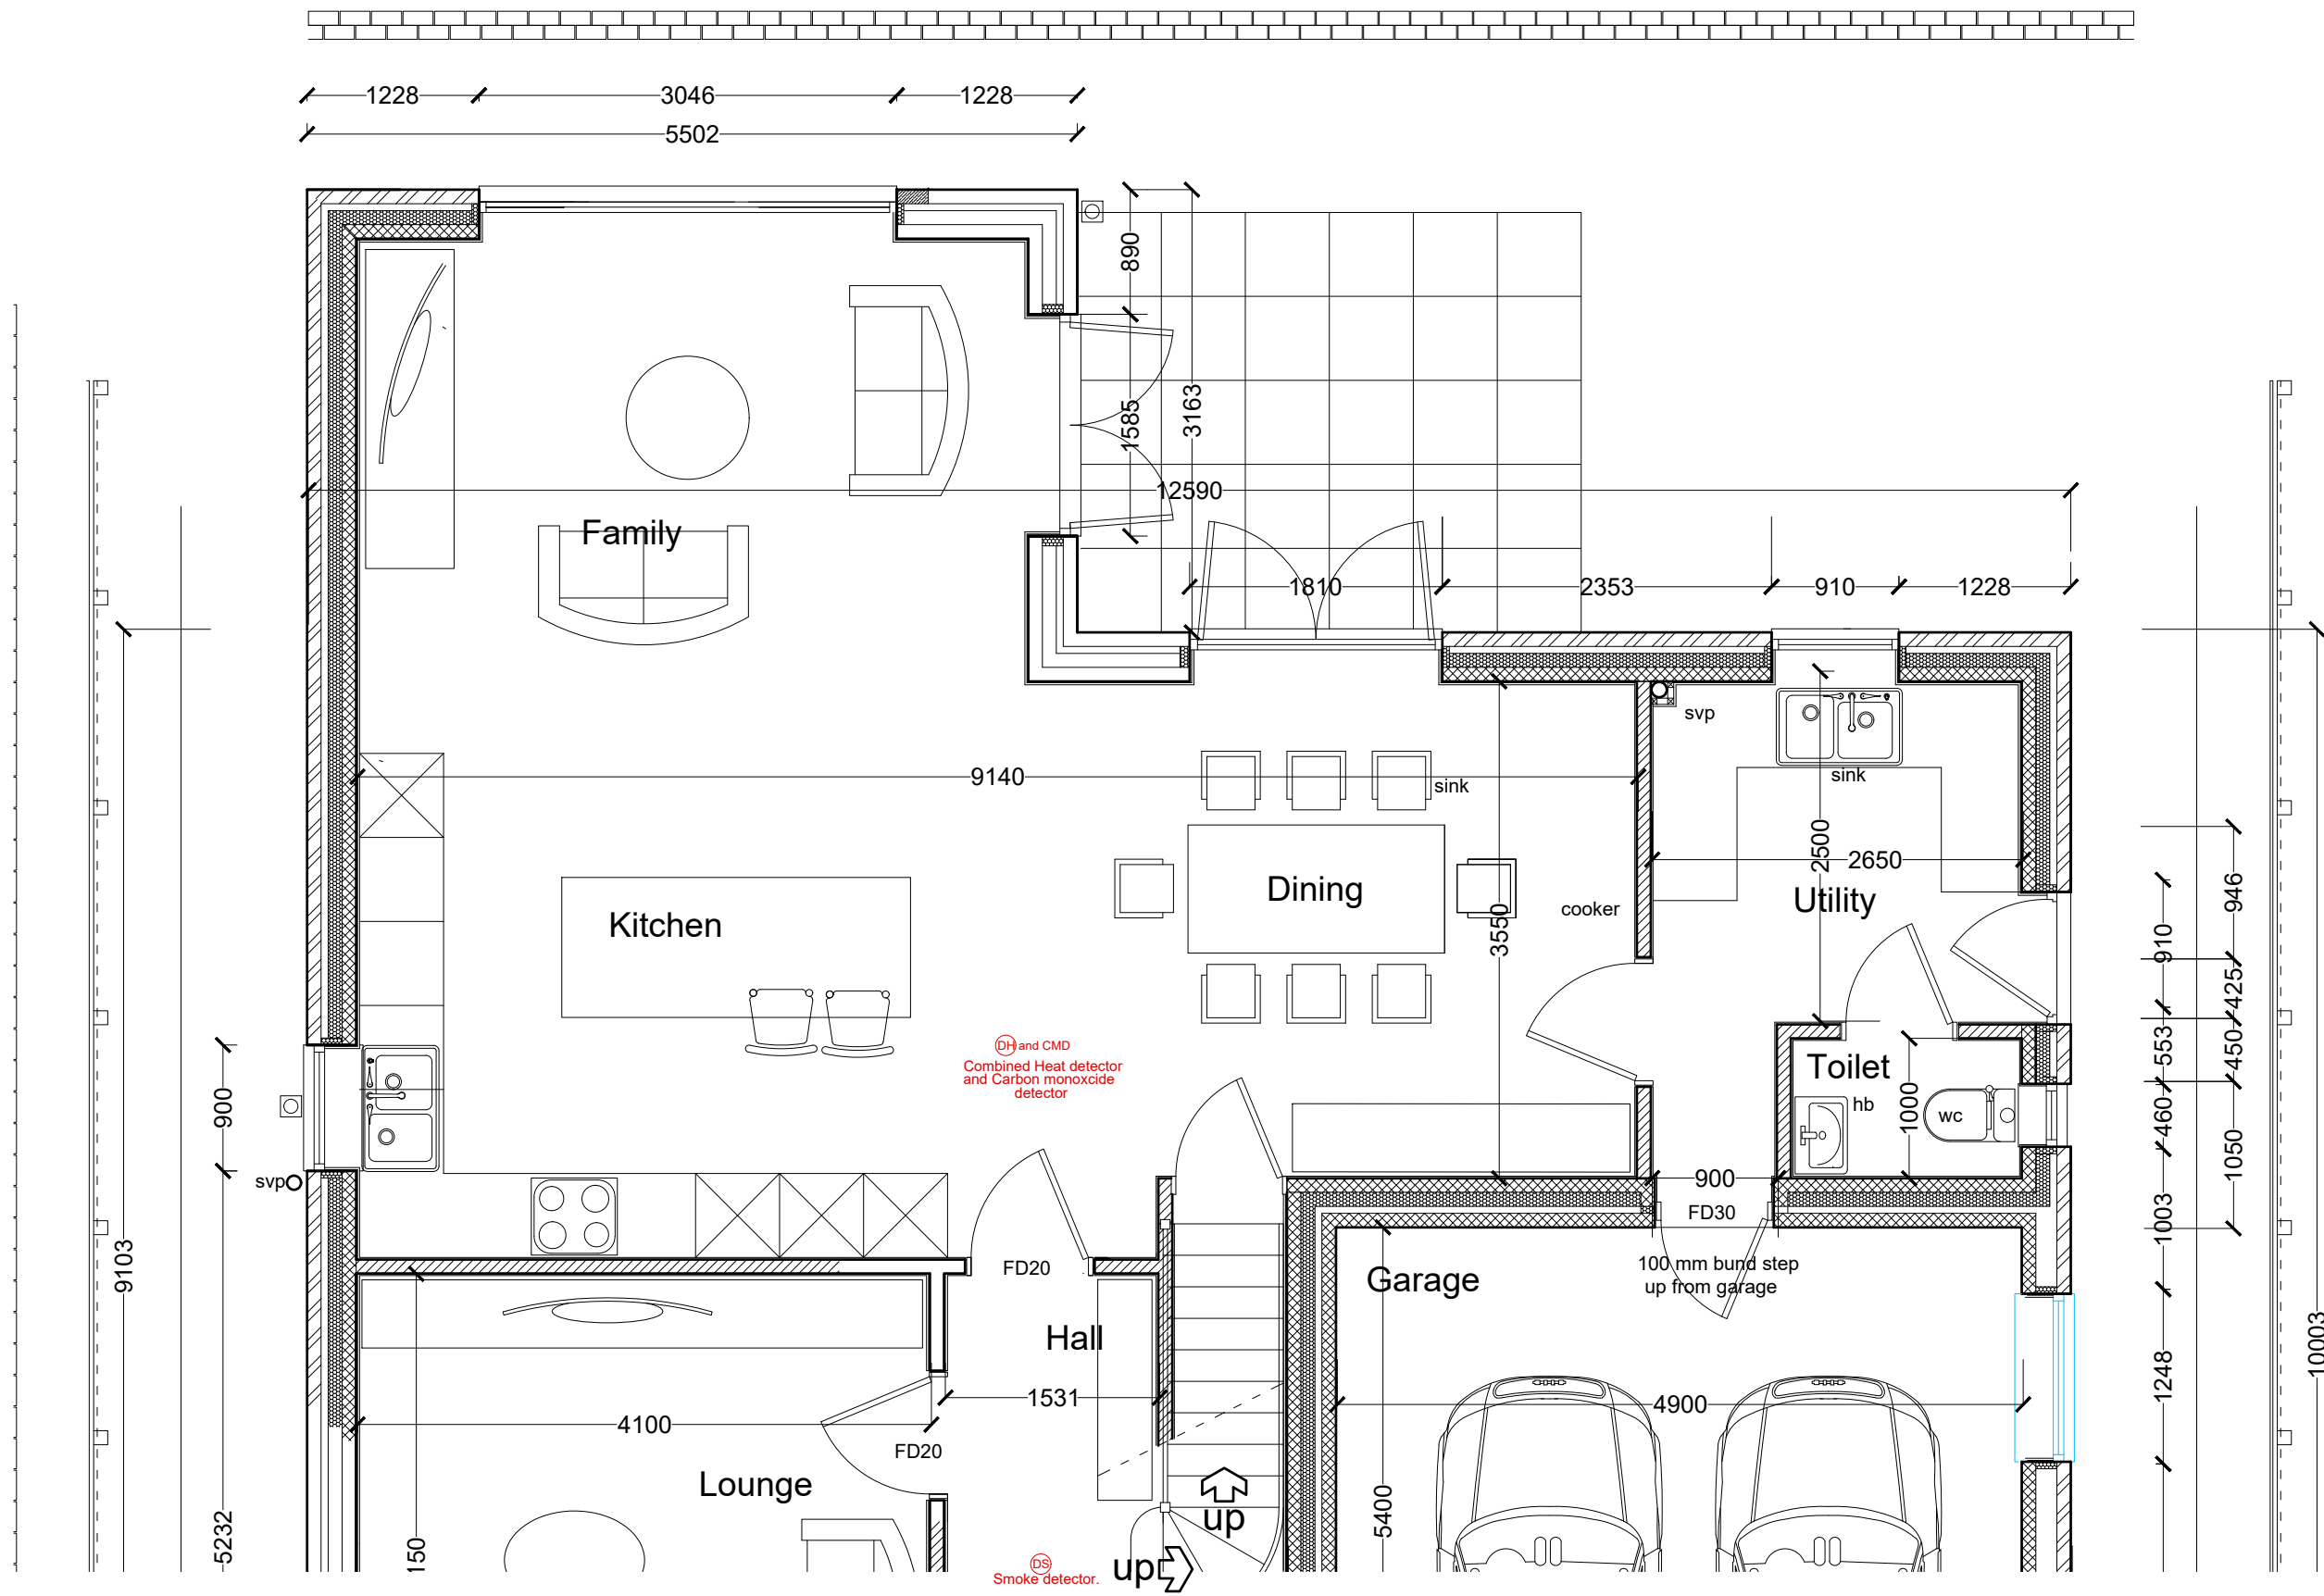 1228 3046 1228
5502
890
1585
3163
12590
Family
1810 2353 910 1228
svp
sink
9140
sink
2500
2650
Dining
Utility
Kitchen
cooker
3550
946
910
425
DH and CMD
Combined Heat detector
and Carbon monoxcide
detector
Toilet
hb
wc
1000
553
450
460
1050
900
svp
900
FD30
1003
9103
FD20
100 mm bund step
up from garage
Garage
Hall
10003
1248
1531
4100
4900
FD20
Lounge
up
5400
5232
150
DS
Smoke detector.
up